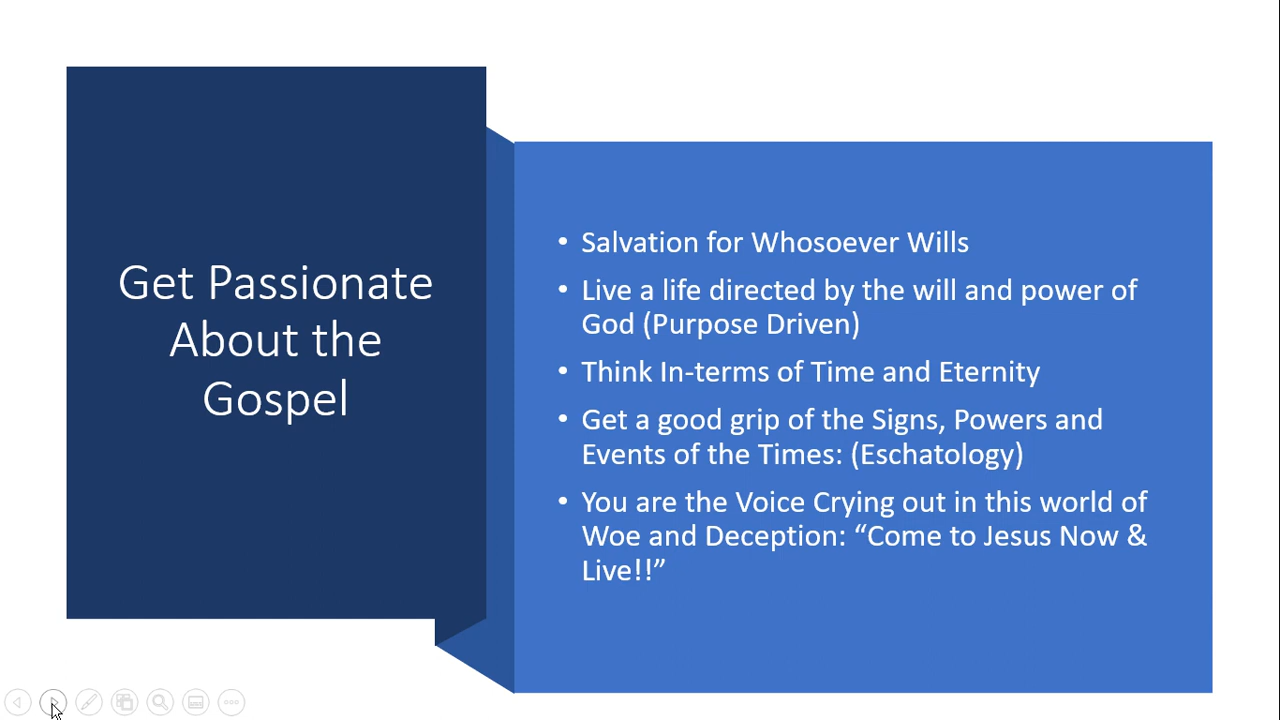 Get Passionate
About the
Gospel
• Salvation for Whosoever Wills
• Live a life directed by the will and power of
God (Purpose Driven)
• Think In-terms of Time and Eternity
• Get a good grip of the Signs, Powers and
Events of the Times: (Eschatology)
• You are the Voice Crying out in this world of
Woe and Deception: “Come to Jesus Now &
Live!!”